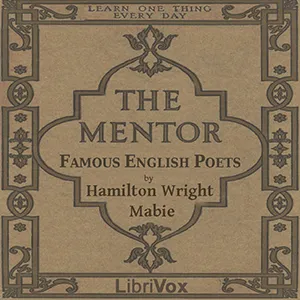 LEARN ONE THING
EVERY DAY
THE
MENTOR
FAMOUS ENGLISH POETS
by
Hamilton Wright
Mabie
LibriVox